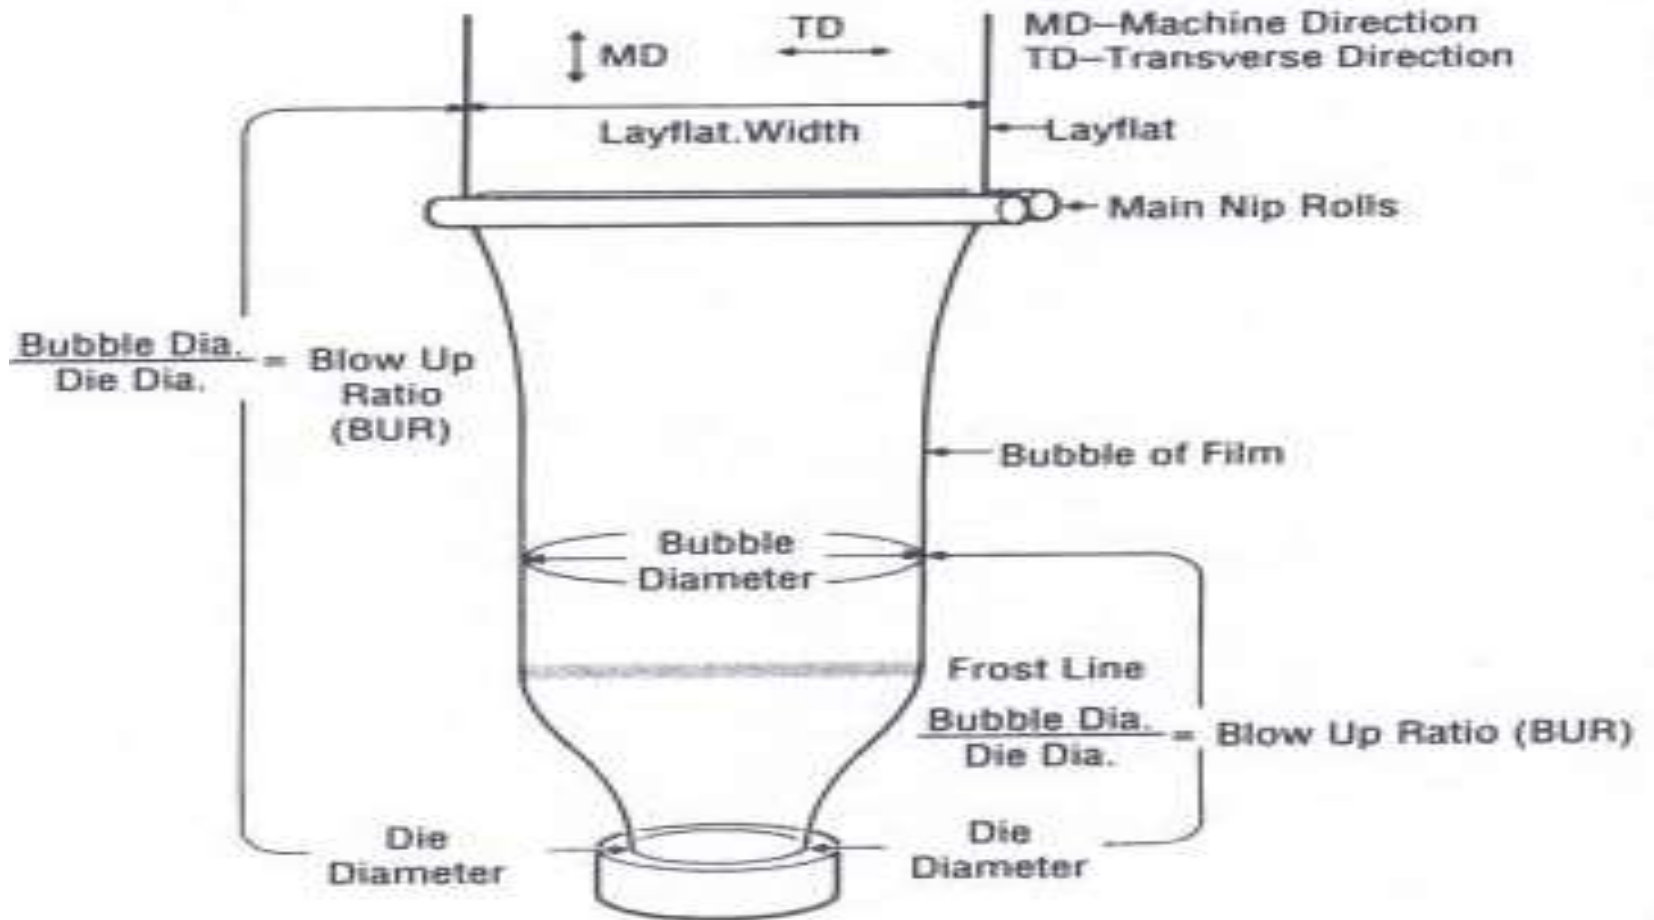 TD
MD
MD–Machine Direction
TD–Transverse Direction
Layflat.Width
Layflat
Main Nip Rolls
Bubble Dia.
Die Dia.
= Blow Up
Ratio
(BUR)
Bubble of Film
Bubble
Diameter
Frost Line
Bubble Dia.
Die Dia.
= Blow Up Ratio (BUR)
Die
Diameter
Die
Diameter